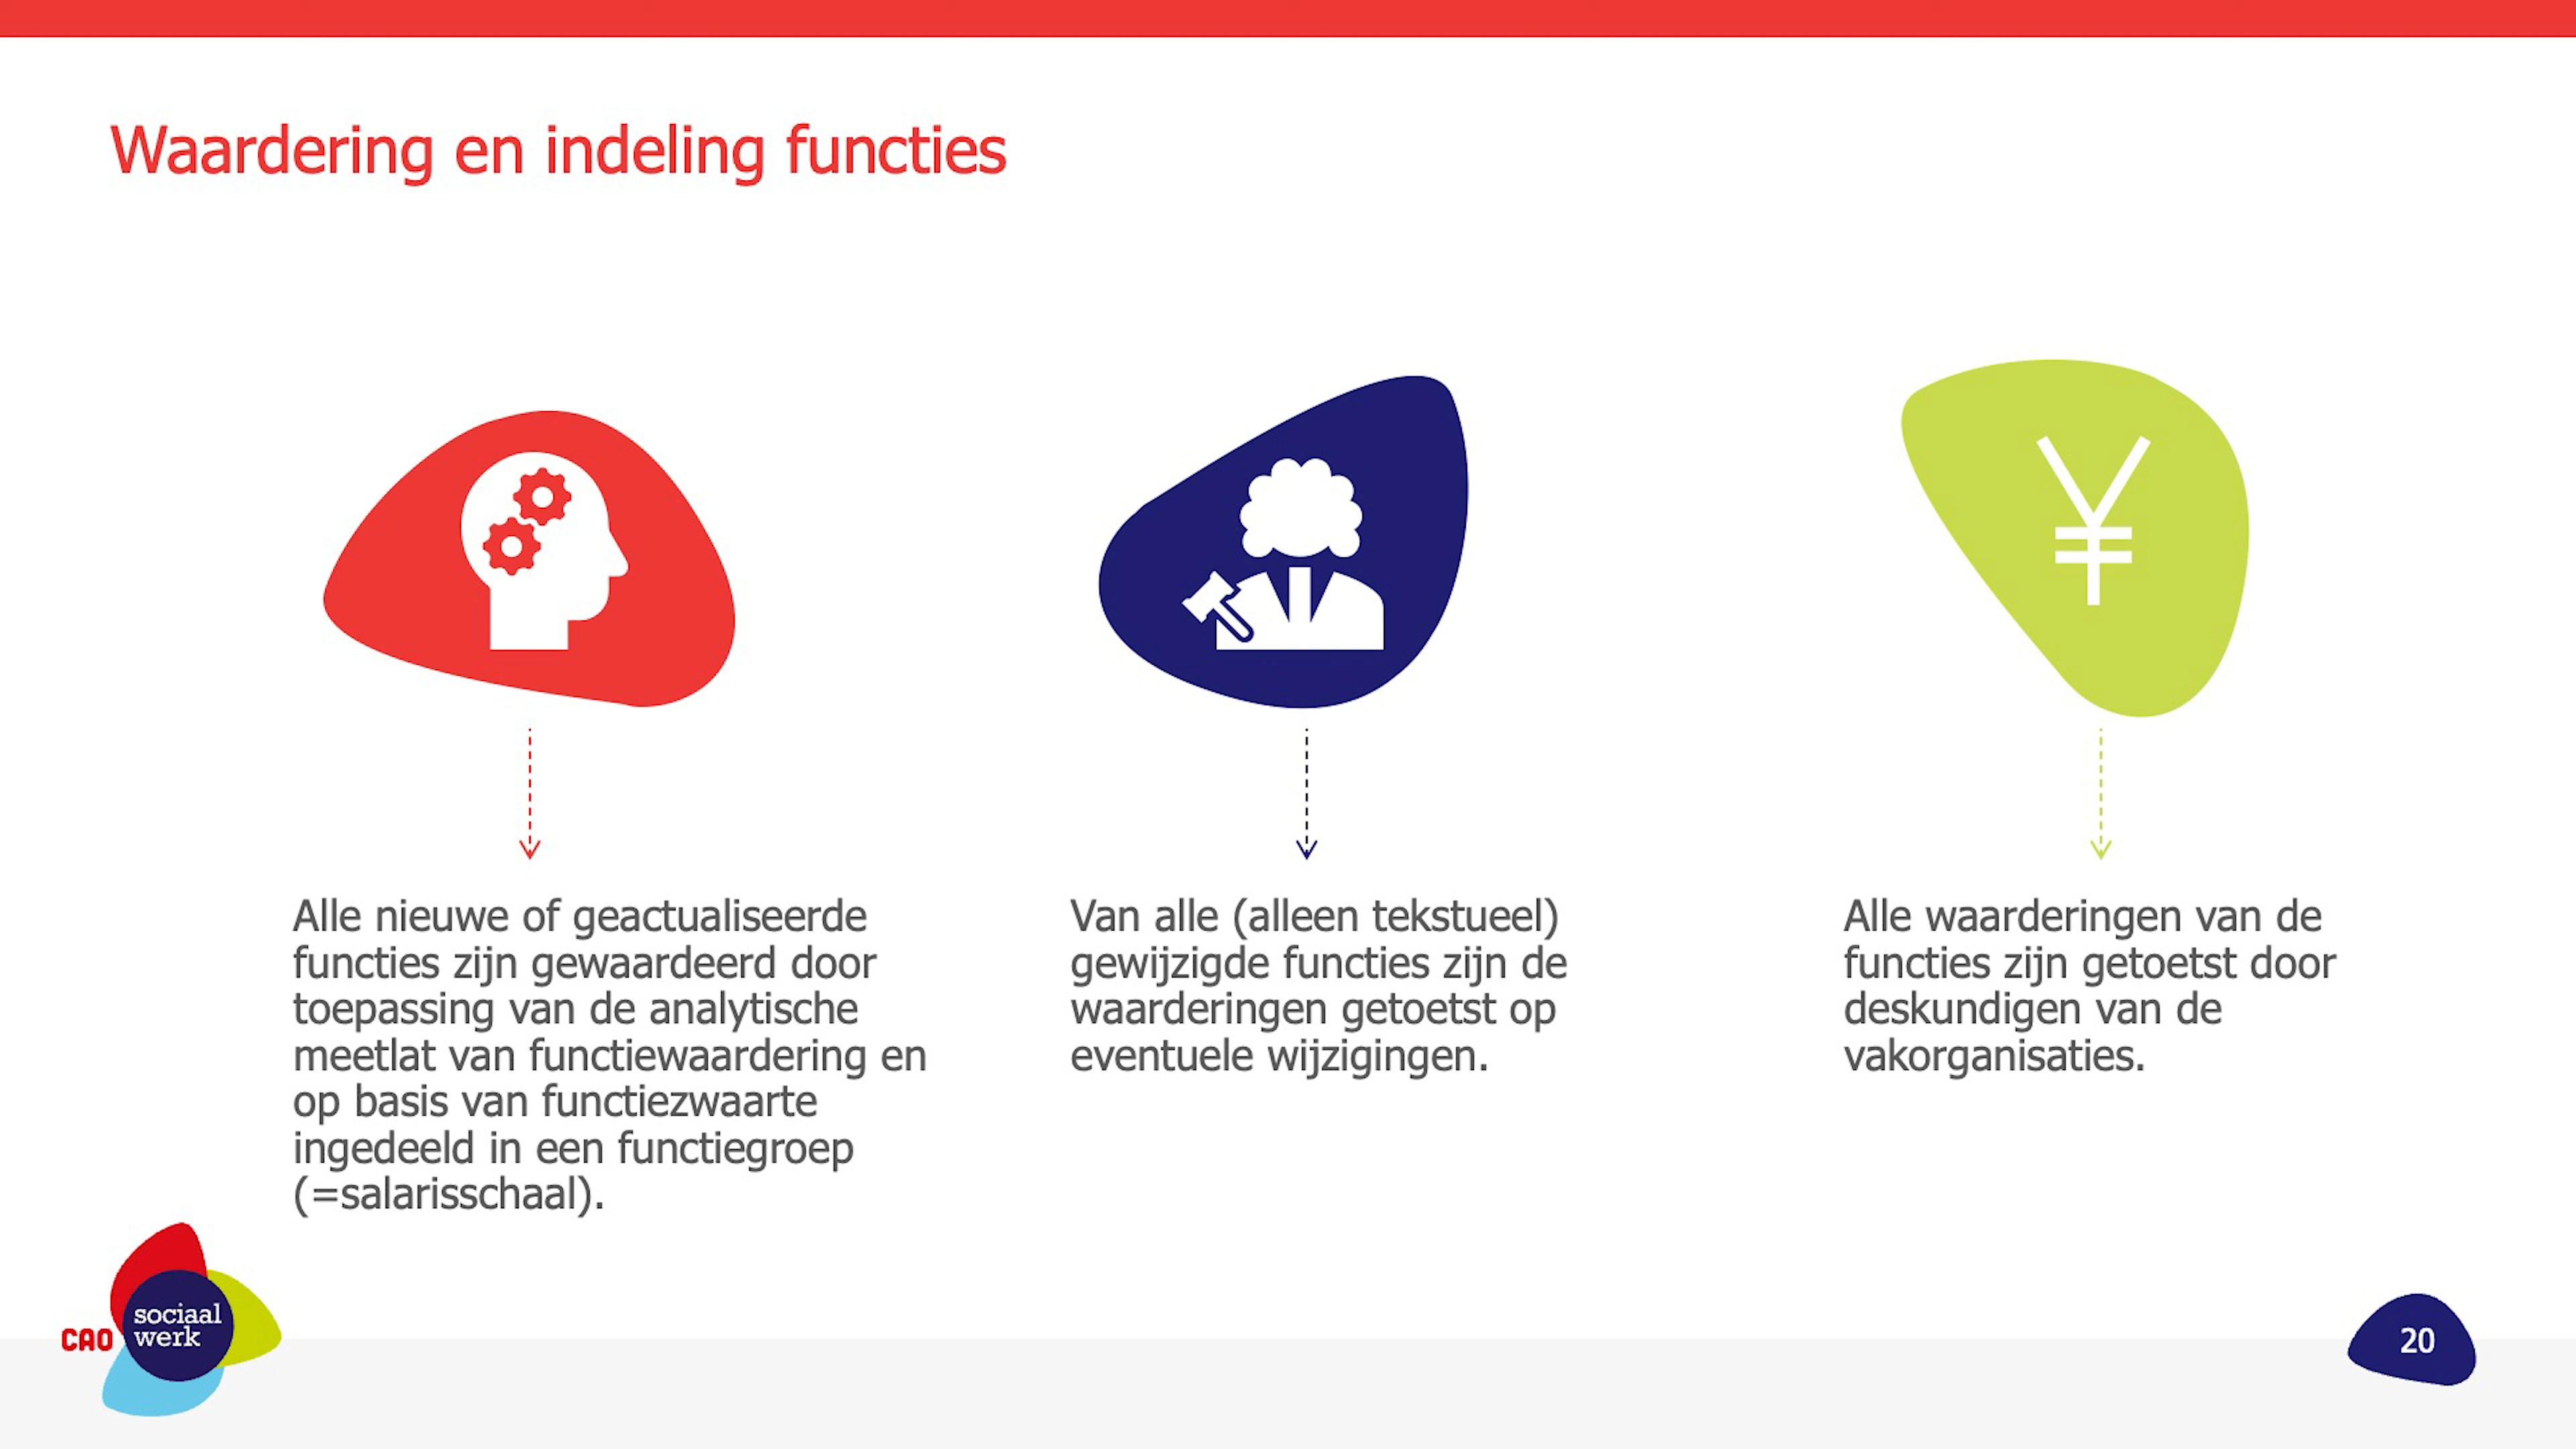 Waardering en indeling functies
¥
Alle nieuwe of geactualiseerde
functies zijn gewaardeerd door
toepassing van de analytische
meetlat van functiewaardering en
op basis van functiezwaarte
ingedeeld in een functiegroep
(=salarisschaal).
Van alle (alleen tekstueel)
gewijzigde functies zijn de
waarderingen getoetst op
eventuele wijzigingen.
Alle waarderingen van de
functies zijn getoetst door
deskundigen van de
vakorganisaties.
CAO sociaal
werk
20